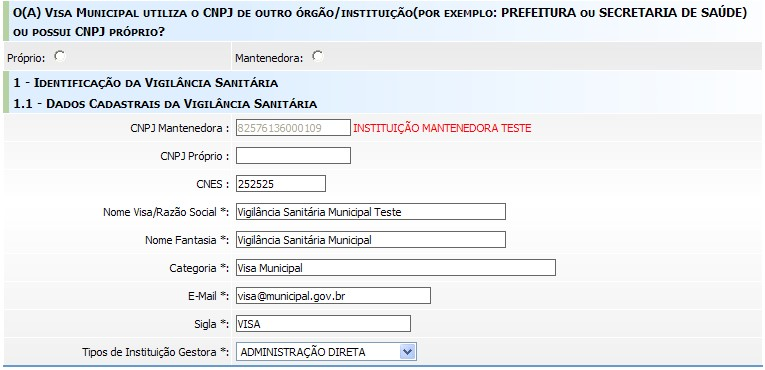 O(A) VISA MUNICIPAL UTILIZA O CNPJ DE OUTRO ÓRGÃO/INSTITUIÇÃO(POR EXEMPLO: PREFEITURA OU SECRETARIA DE SAÚDE)
OU POSSUI CNPJ PRÓPRIO?
Próprio: Mantenedora:
1 - IDENTIFICAÇÃO DA VIGILÂNCIA SANITÁRIA
1.1 - DADOS CADASTRAIS DA VIGILÂNCIA SANITÁRIA
CNPJ Mantenedora : 82576136000109 INSTITUIÇÃO MANTENEDORA TESTE
CNPJ Próprio :
CNES : 252525
Nome Visa/Razão Social *: Vigilância Sanitária Municipal Teste
Nome Fantasia *: Vigilância Sanitária Municipal
Categoria *: Visa Municipal
E-Mail *: visa@municipal.gov.br
Sigla *: VISA
Tipos de Instituição Gestora *: ADMINISTRAÇÃO DIRETA